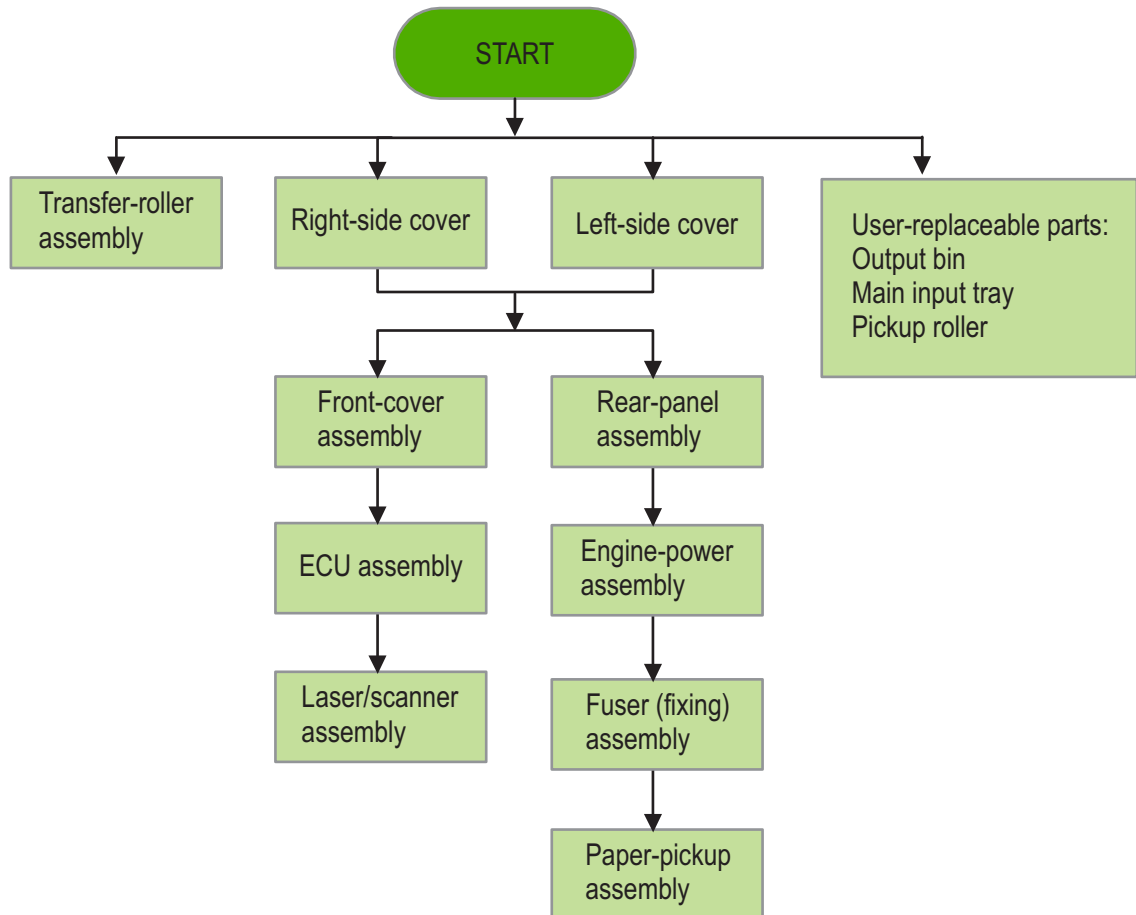 START
Transfer-roller
assembly
Right-side cover
Left-side cover
User-replaceable parts:
Output bin
Main input tray
Pickup roller
Front-cover
assembly
Rear-panel
assembly
ECU assembly
Engine-power
assembly
Laser/scanner
assembly
Fuser (fixing)
assembly
Paper-pickup
assembly